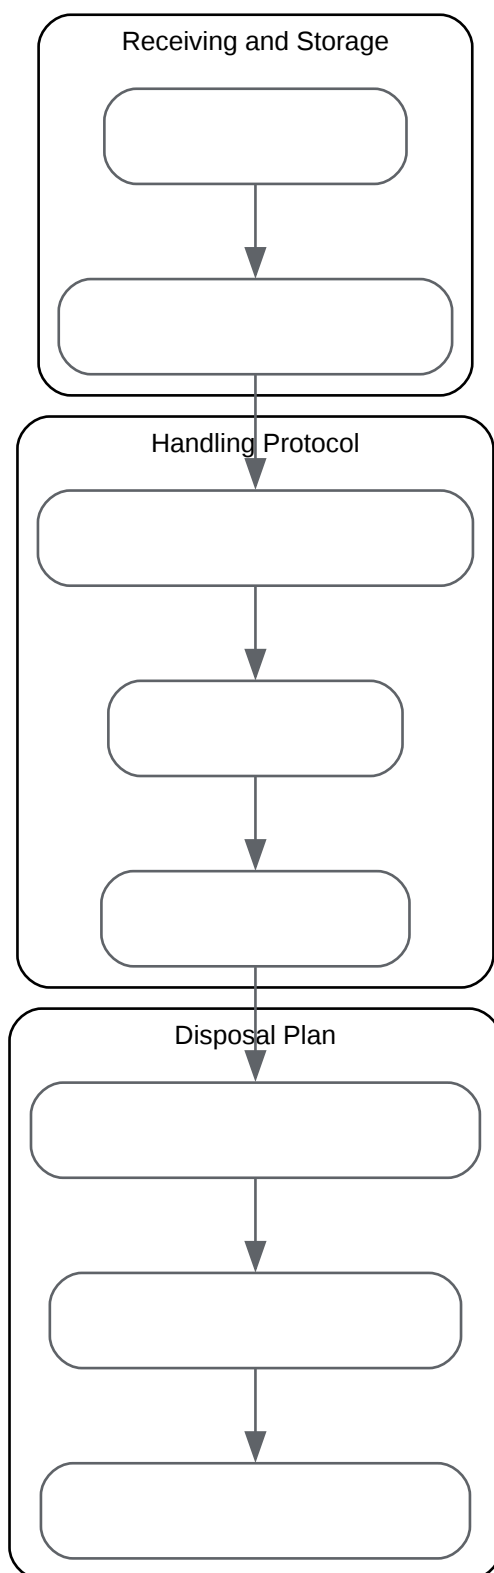 Receiving and Storage
Handling Protocol
Disposal Plan